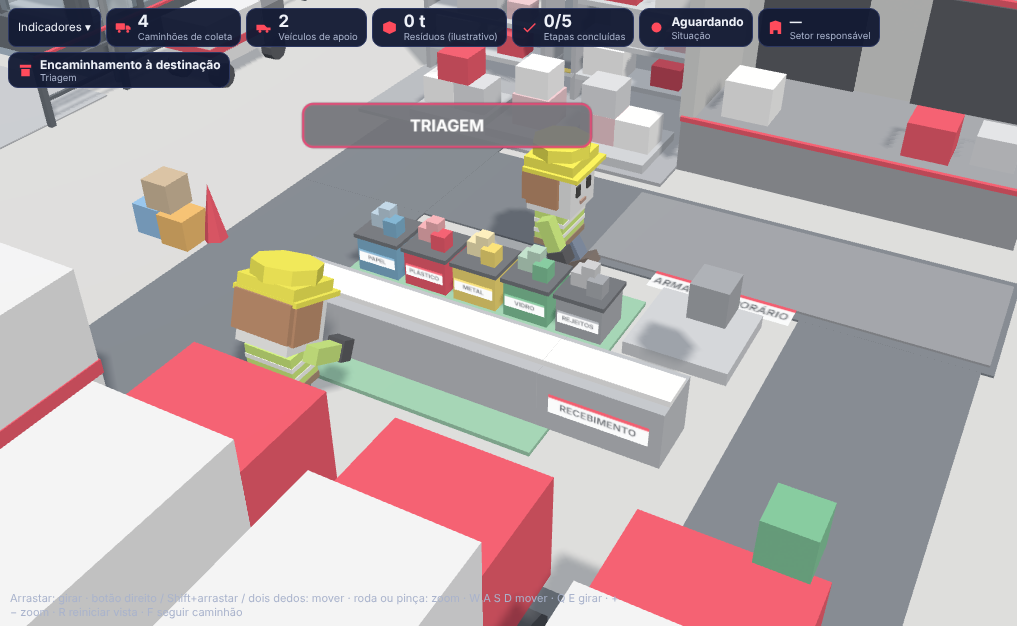 Indicadores ▾
4
Caminhões de coleta
2
Veículos de apoio
0 t
Resíduos (ilustrativo)
0/5
Etapas concluídas
Aguardando
Situação
—
Setor responsável
Encaminhamento à destinação
Triagem
TRIAGEM
PAPEL
PLÁSTICO
METAL
VIDRO
REJEITOS
RECEBIMENTO
Arrastar: girar · botão direito / Shift+arrastar / dois dedos: mover · roda ou pinça: zoom · W A S D mover · Q E girar · +
− zoom · R reiniciar vista · F seguir caminhão